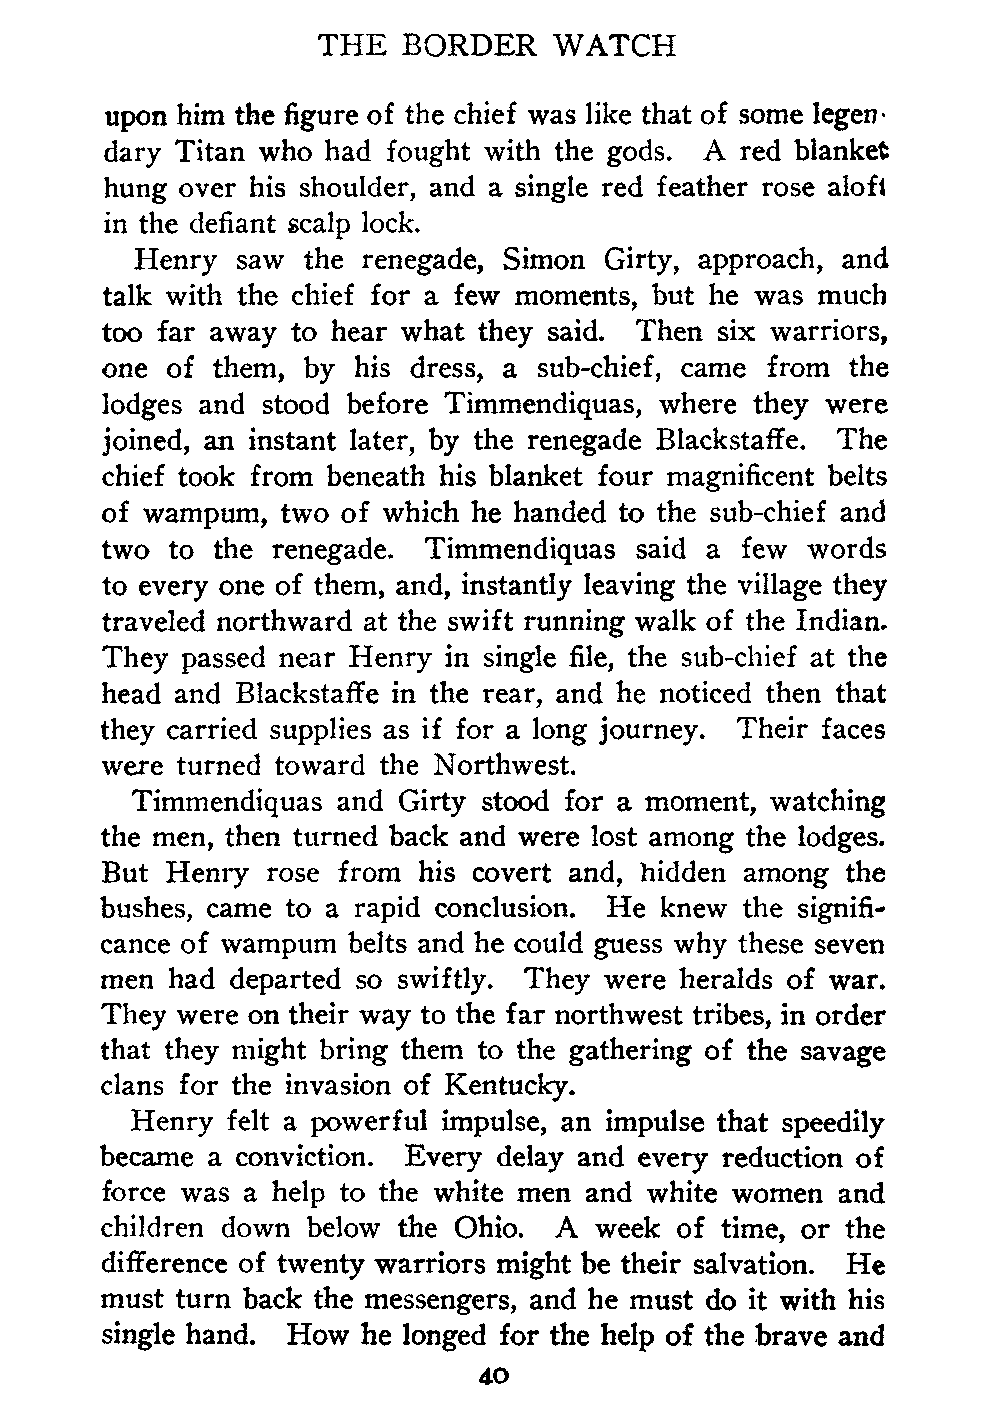 THE BORDER WATCH
upon him the figure of the chief was like that of some legen-
dary Titan who had fought with the gods. A red blanket
hung over his shoulder, and a single red feather rose aloft
in the defiant scalp lock.
Henry saw the renegade, Simon Girty, approach, and
talk with the chief for a few moments, but he was much
too far away to hear what they said. Then six warriors,
one of them, by his dress, a sub-chief, came from the
lodges and stood before Timmendiquas, where they were
joined, an instant later, by the renegade Blackstaffe. The
chief took from beneath his blanket four magnificent belts
of wampum, two of which he handed to the sub-chief and
two to the renegade. Timmendiquas said a few words
to every one of them, and, instantly leaving the village they
traveled northward at the swift running walk of the Indian.
They passed near Henry in single file, the sub-chief at the
head and Blackstaffe in the rear, and he noticed then that
they carried supplies as if for a long journey. Their faces
were turned toward the Northwest.
Timmendiquas and Girty stood for a moment, watching
the men, then turned back and were lost among the lodges.
But Henry rose from his covert and, hidden among the
bushes, came to a rapid conclusion. He knew the signifi-
cance of wampum belts and he could guess why these seven
men had departed so swiftly. They were heralds of war.
They were on their way to the far northwest tribes, in order
that they might bring them to the gathering of the savage
clans for the invasion of Kentucky.
Henry felt a powerful impulse, an impulse that speedily
became a conviction. Every delay and every reduction of
force was a help to the white men and white women and
children down below the Ohio. A week of time, or the
difference of twenty warriors might be their salvation. He
must turn back the messengers, and he must do it with his
single hand. How he longed for the help of the brave and
40